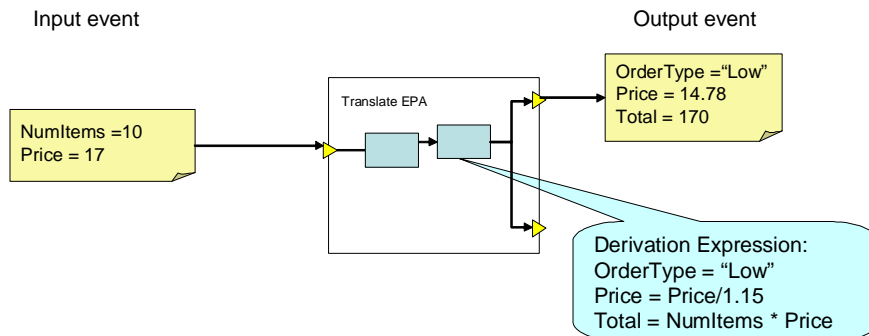 Input event
Output event
Translate EPA
NumItems =10
Price = 17
OrderType =“Low”
Price = 14.78
Total = 170
Derivation Expression:
OrderType = “Low”
Price = Price/1.15
Total = NumItems * Price